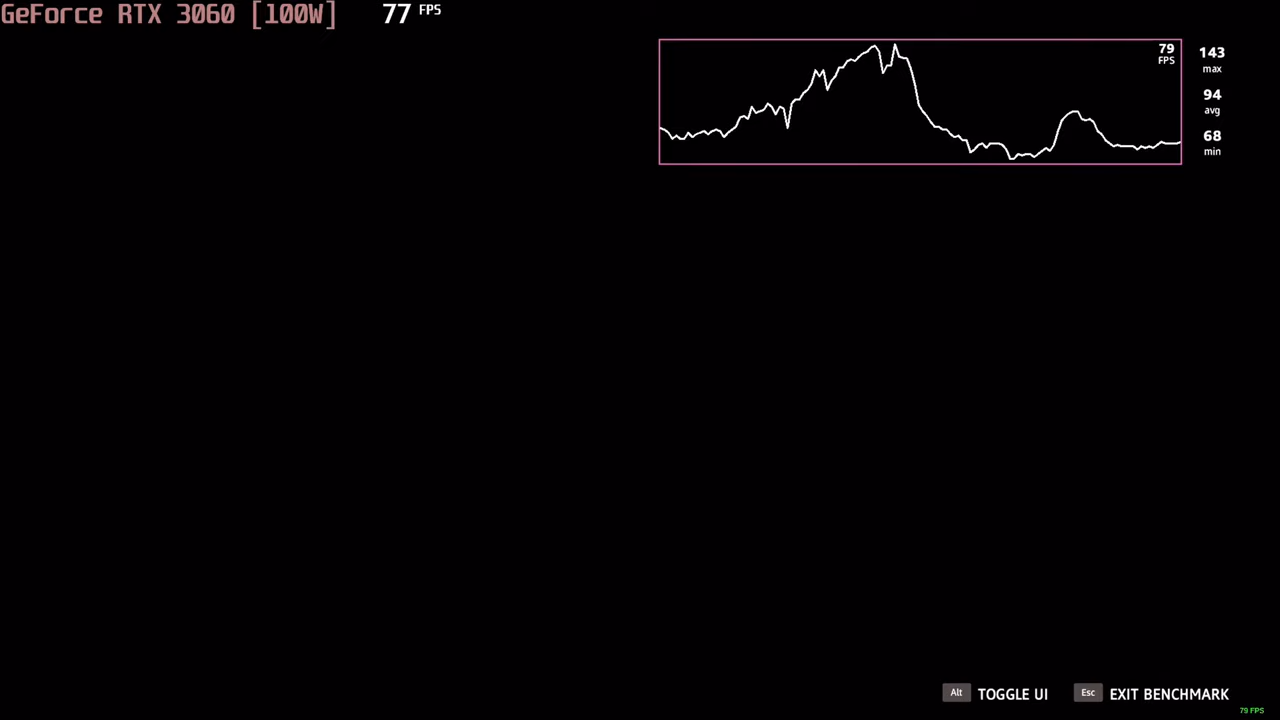 GeForce RTX 3060 [100W] 77 FPS
79
FPS
143
max
94
avg
68
min
Alt TOGGLE UI Esc EXIT BENCHMARK
79 FPS